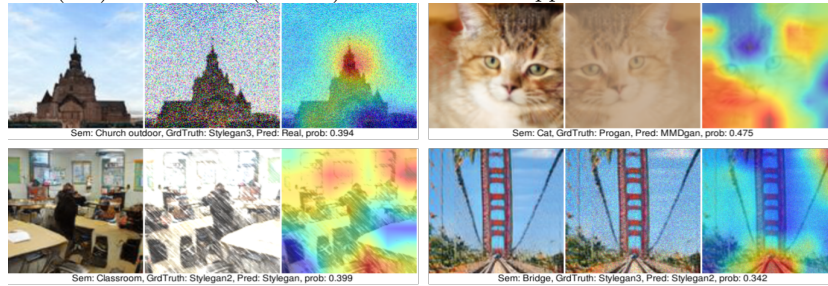 Sem: Church outdoor, GrdTruth: Stylegan3, Pred: Real, prob: 0.394
Sem: Cat, GrdTruth: Progan, Pred: MMDgan, prob: 0.475
Sem: Classroom, GrdTruth: Stylegan2, Pred: Stylegan, prob: 0.399
Sem: Bridge, GrdTruth: Stylegan3, Pred: Stylegan2, prob: 0.342